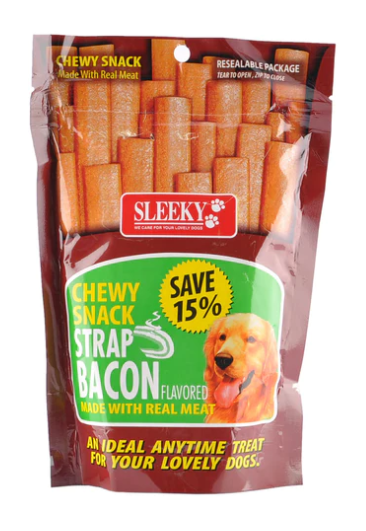 CHEWY SNACK
Made With Real Meat
RESEALABLE PACKAGE
TEAR TO OPEN , ZIP TO CLOSE
SLEEKY
WE CARE FOR YOUR LOVELY DOGS
SAVE
15%
CHEWY
SNACK
STRAP
BACON FLAVORED
MADE WITH REAL MEAT
AN IDEAL ANYTIME TREAT
FOR YOUR LOVELY DOGS.